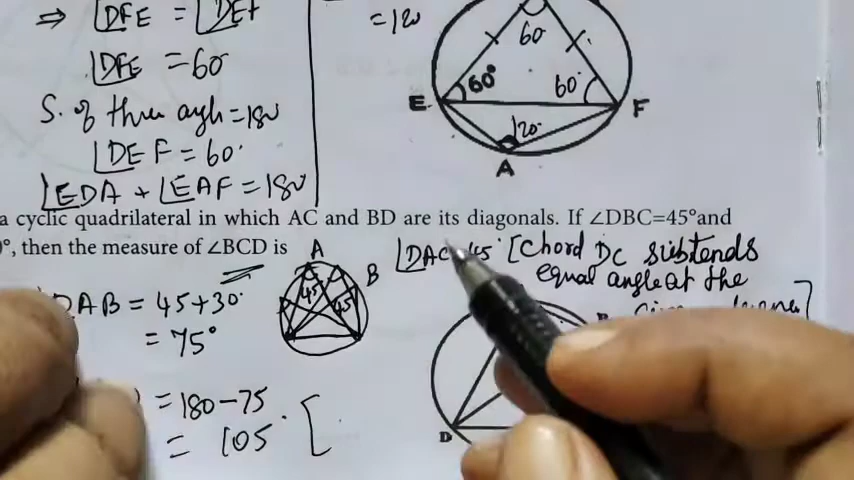 ⇒ ∠DFE = ∠DEF
∠DFE = 60
S. of three angle = 180
∠DEF = 60°
∠EDA + ∠EAF = 180
= 120
60
60°
60°
E
F
120°
A
a cyclic quadrilateral in which AC and BD are its diagonals. If ∠DBC=45°and
0°, then the measure of ∠BCD is
∠DAC 45° [Chord DC subtends
equal angle at the
DAB = 45+30°
= 75°
A
B
45
45
= 180-75
= 105° [
D